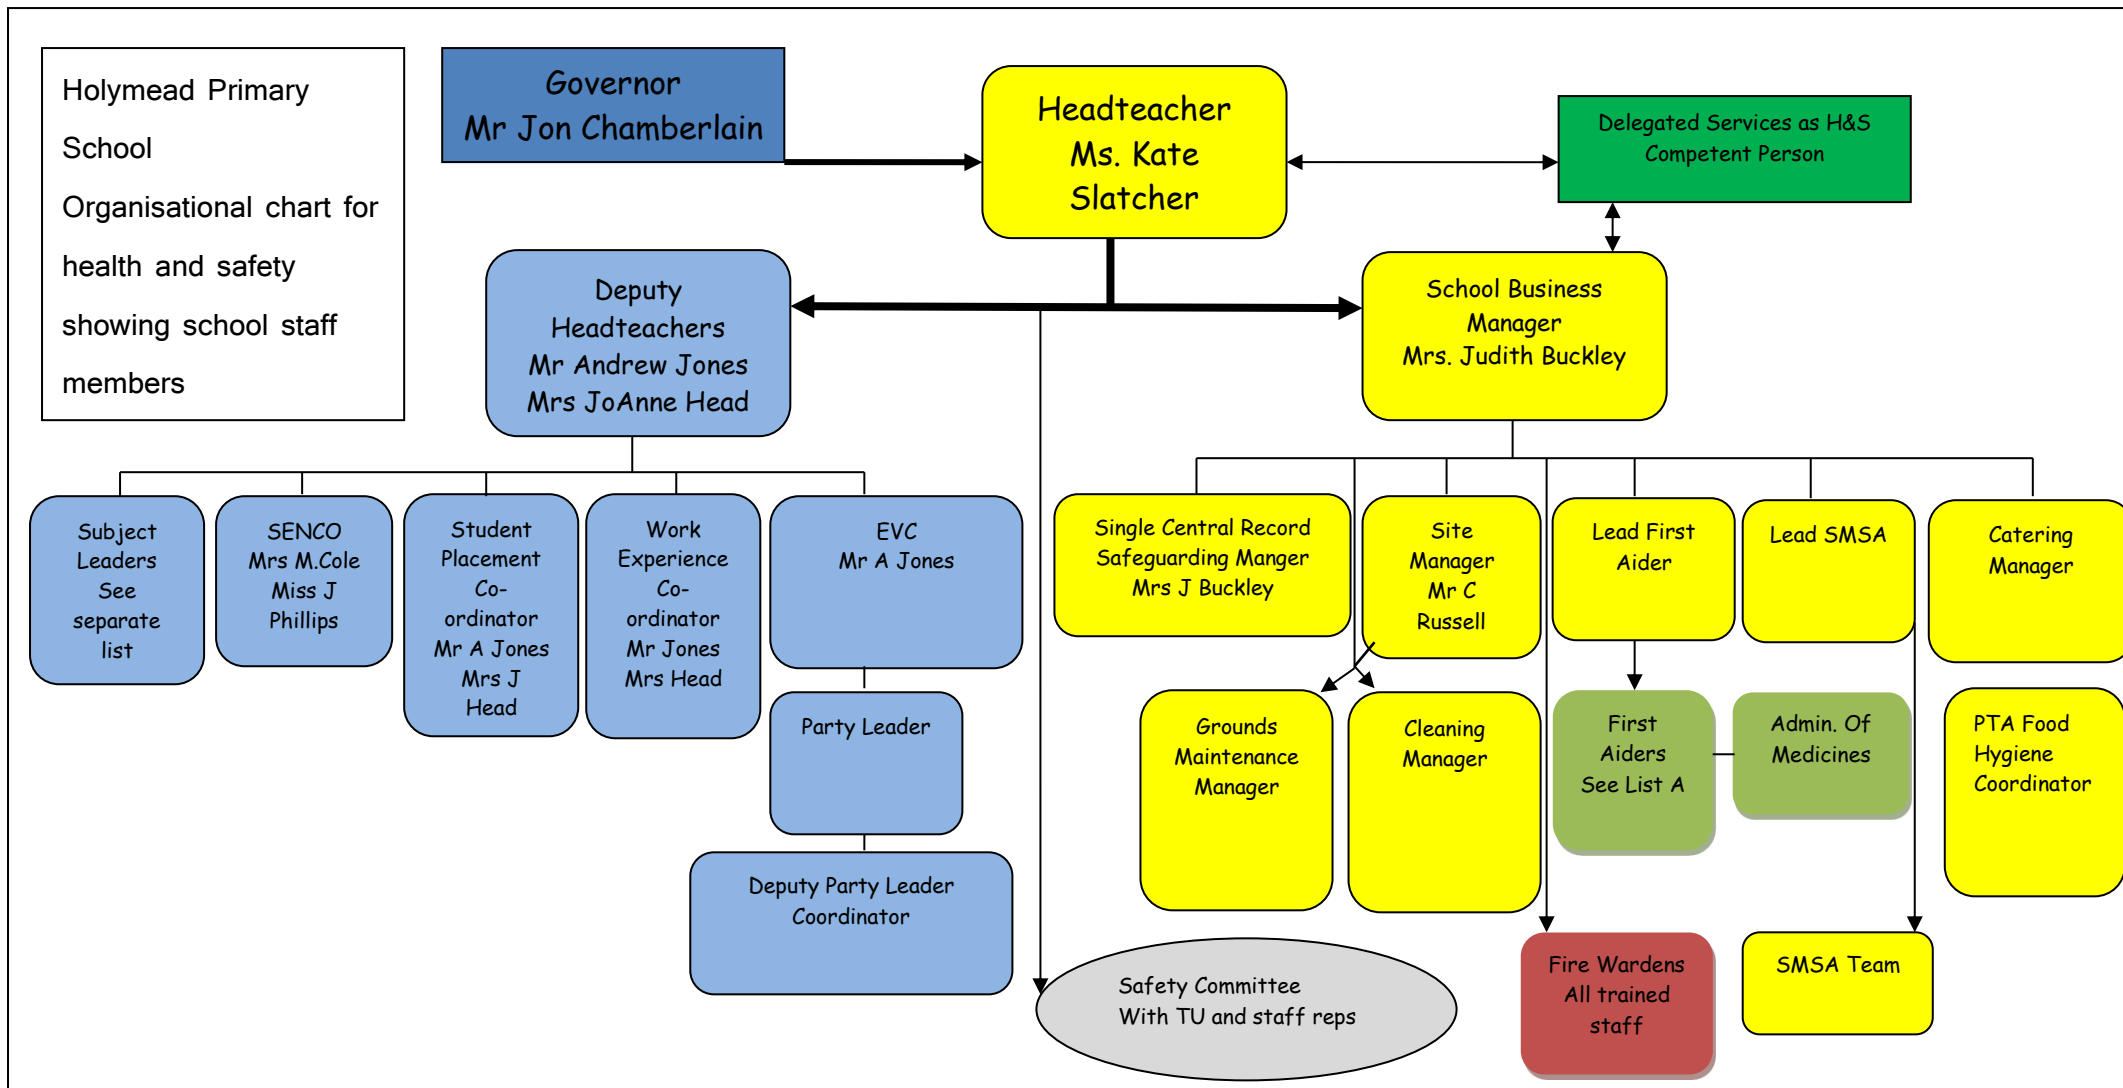 Holymead Primary
School
Organisational chart for
health and safety
showing school staff
members
Governor
Mr Jon Chamberlain
Headteacher
Ms. Kate
Slatcher
Delegated Services as H&S
Competent Person
Deputy
Headteachers
Mr Andrew Jones
Mrs JoAnne Head
School Business
Manager
Mrs. Judith Buckley
Subject
Leaders
See
separate
list
SENCO
Mrs M.Cole
Miss J
Phillips
Student
Placement
Co-
ordinator
Mr A Jones
Mrs J
Head
Work
Experience
Co-
ordinator
Mr Jones
Mrs Head
EVC
Mr A Jones
Single Central Record
Safeguarding Manger
Mrs J Buckley
Site
Manager
Mr C
Russell
Lead First
Aider
Lead SMSA
Catering
Manager
Party Leader
Grounds
Maintenance
Manager
Cleaning
Manager
First
Aiders
See List A
Admin. Of
Medicines
PTA Food
Hygiene
Coordinator
Deputy Party Leader
Coordinator
Safety Committee
With TU and staff reps
Fire Wardens
All trained
staff
SMSA Team